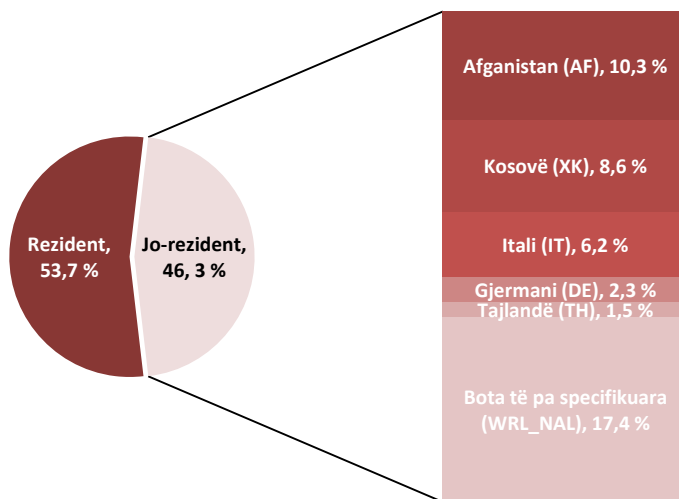 Rezident,
53,7 %
Jo-rezident,
46, 3 %
Afganistan (AF), 10,3 %
Kosovë (XK), 8,6 %
Itali (IT), 6,2 %
Gjermani (DE), 2,3 %
Tajlandë (TH), 1,5 %
Bota të pa specifikuara
(WRL_NAL), 17,4 %